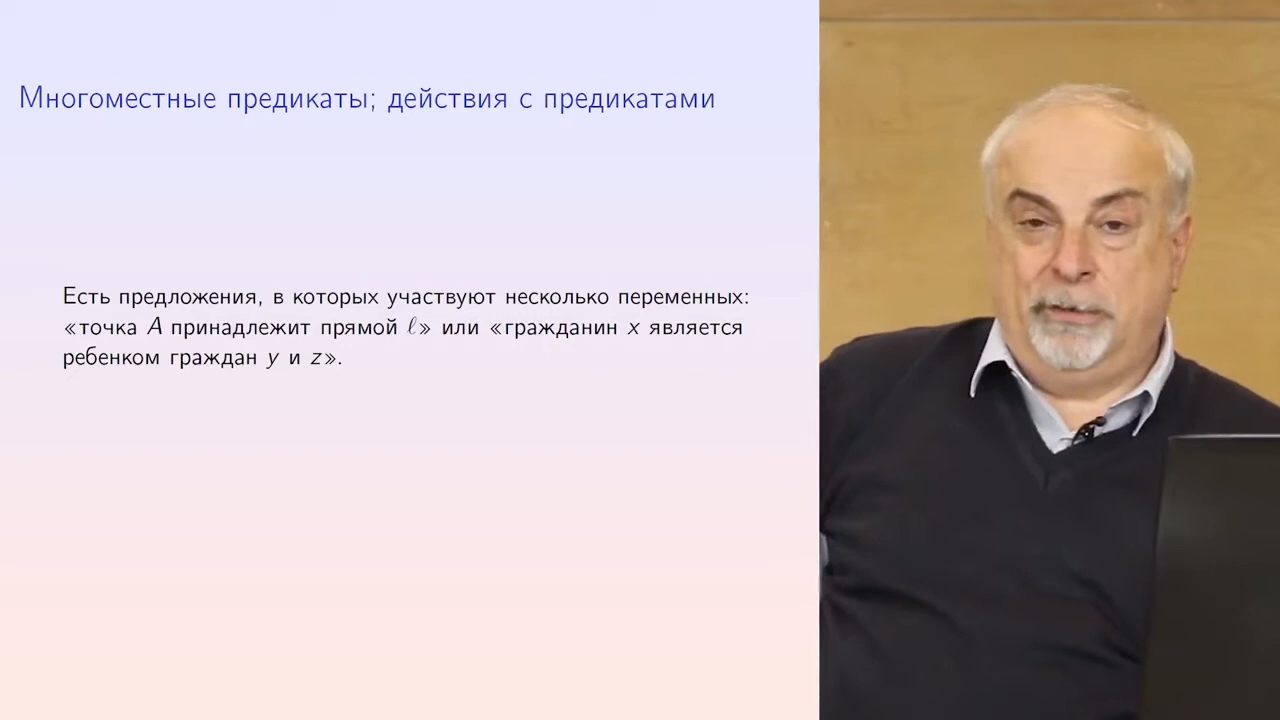 Многоместные предикаты; действия с предикатами
Есть предложения, в которых участвуют несколько переменных:
«точка A принадлежит прямой ℓ» или «гражданин x является
ребенком граждан y и z».